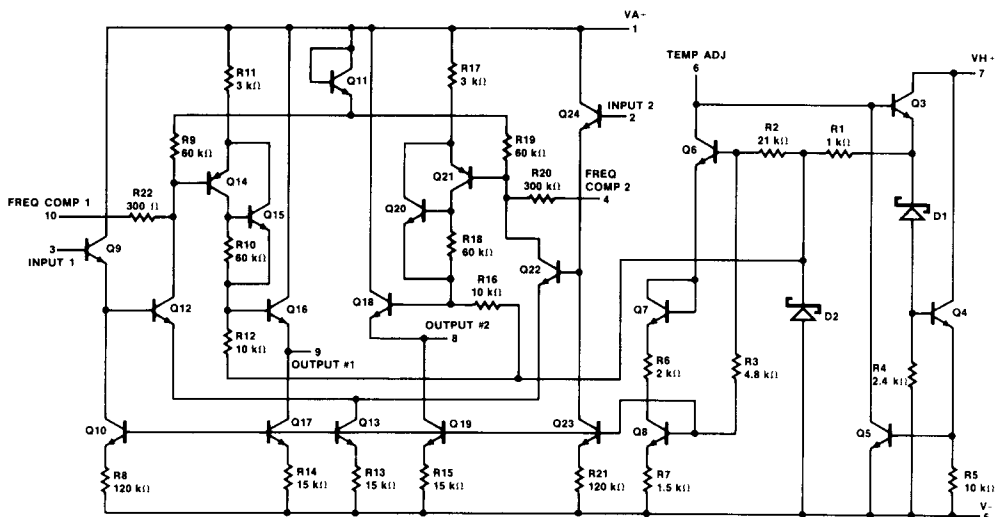 VA+
1
TEMP ADJ
6
VH+
7
R11
3 kΩ
Q11
R17
3 kΩ
Q24
INPUT 2
2
Q3
R9
60 kΩ
R19
60 kΩ
Q6
R2
21 kΩ
R1
1 kΩ
Q14
Q21
R20
300 kΩ
FREQ
COMP 2
4
R22
300 Ω
FREQ COMP 1
10
Q15
Q20
D1
3
INPUT 1
Q9
R10
60 kΩ
R18
60 kΩ
Q22
R16
10 kΩ
Q12
Q16
Q18
Q7
D2
Q4
R12
10 kΩ
9
OUTPUT #1
OUTPUT #2
8
R6
2 kΩ
R3
4.8 kΩ
R4
2.4 kΩ
Q10
Q17
Q13
Q19
Q23
Q8
Q5
R8
120 kΩ
R14
15 kΩ
R13
15 kΩ
R15
15 kΩ
R21
120 kΩ
R7
1.5 kΩ
R5
10 kΩ
V-